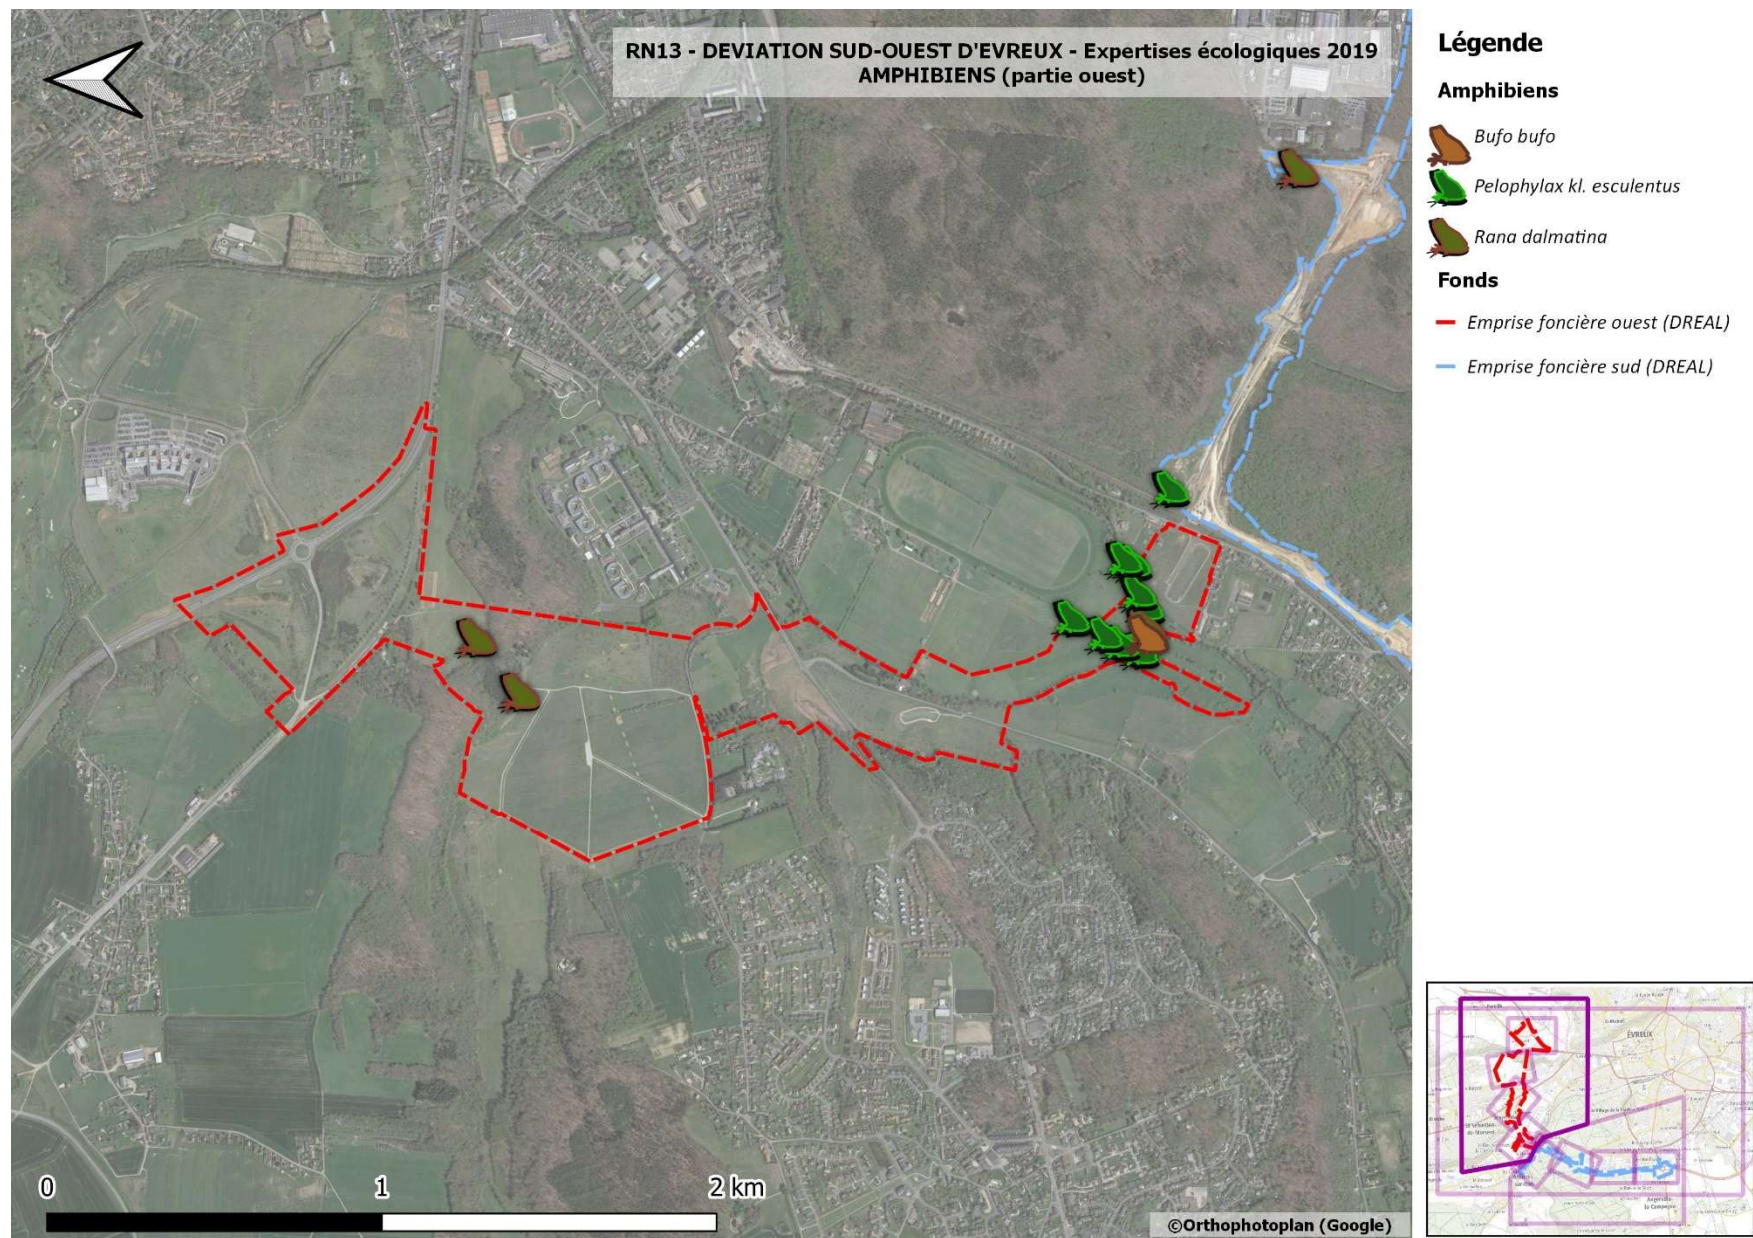 RN13 - DEVIATION SUD-OUEST D'EVREUX - Expertises écologiques 2019
AMPHIBIENS (partie ouest)
Légende
Amphibiens
Bufo bufo
Pelophylax kl. esculentus
Rana dalmatina
Fonds
Emprise foncière ouest (DREAL)
Emprise foncière sud (DREAL)
ÉVREUX
0
1
2 km
©Orthophotoplan (Google)